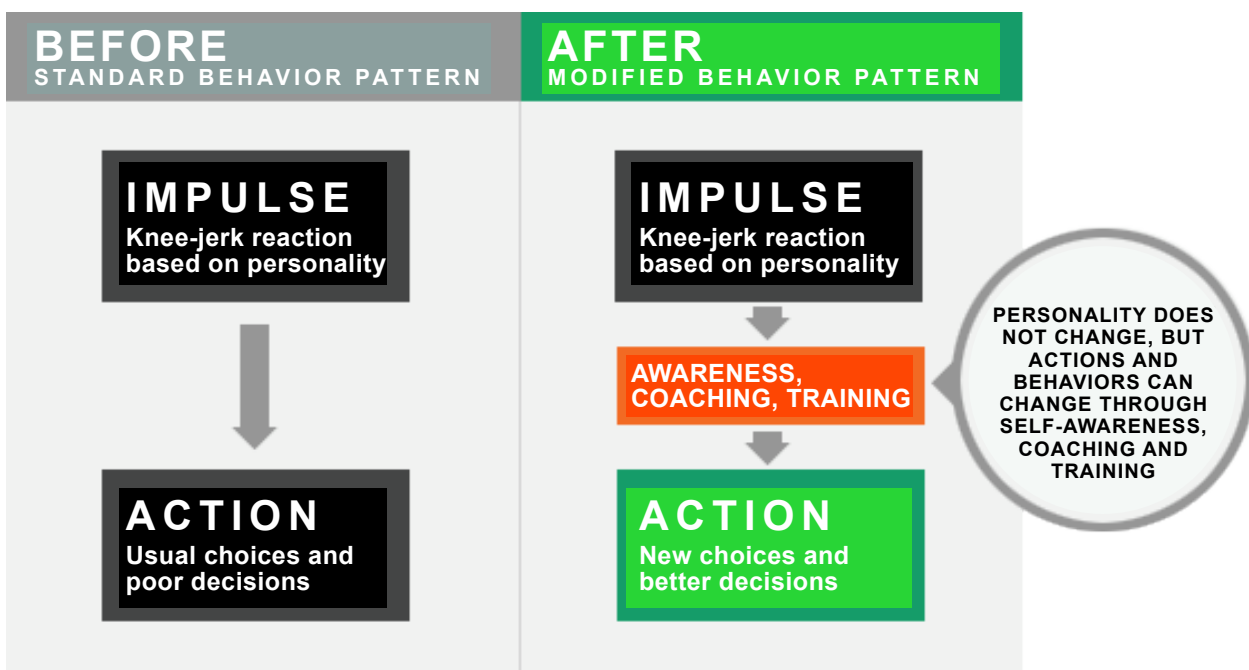 BEFORE
STANDARD BEHAVIOR PATTERN
IMPULSE
Knee-jerk reaction
based on personality
ACTION
Usual choices and
poor decisions
AFTER
MODIFIED BEHAVIOR PATTERN
IMPULSE
Knee-jerk reaction
based on personality
AWARENESS,
COACHING, TRAINING
ACTION
New choices and
better decisions
PERSONALITY DOES
NOT CHANGE, BUT
ACTIONS AND
BEHAVIORS CAN
CHANGE THROUGH
SELF-AWARENESS,
COACHING AND
TRAINING